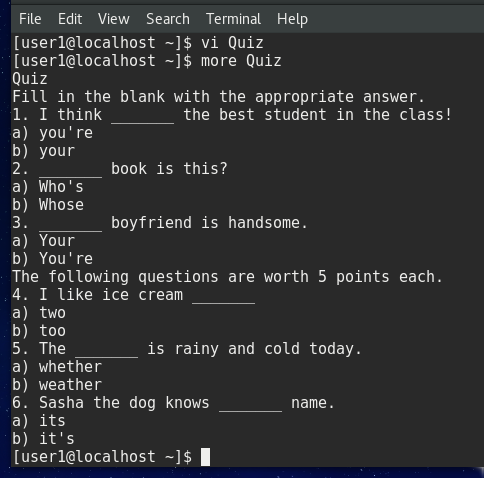 File Edit View Search Terminal Help
[user1@localhost ~]$ vi Quiz
[user1@localhost ~]$ more Quiz
Quiz
Fill in the blank with the appropriate answer.
1. I think _______ the best student in the class!
a) you're
b) your
2. _______ book is this?
a) Who's
b) Whose
3. _______ boyfriend is handsome.
a) Your
b) You're
The following questions are worth 5 points each.
4. I like ice cream _______
a) two
b) too
5. The _______ is rainy and cold today.
a) whether
b) weather
6. Sasha the dog knows _______ name.
a) its
b) it's
[user1@localhost ~]$